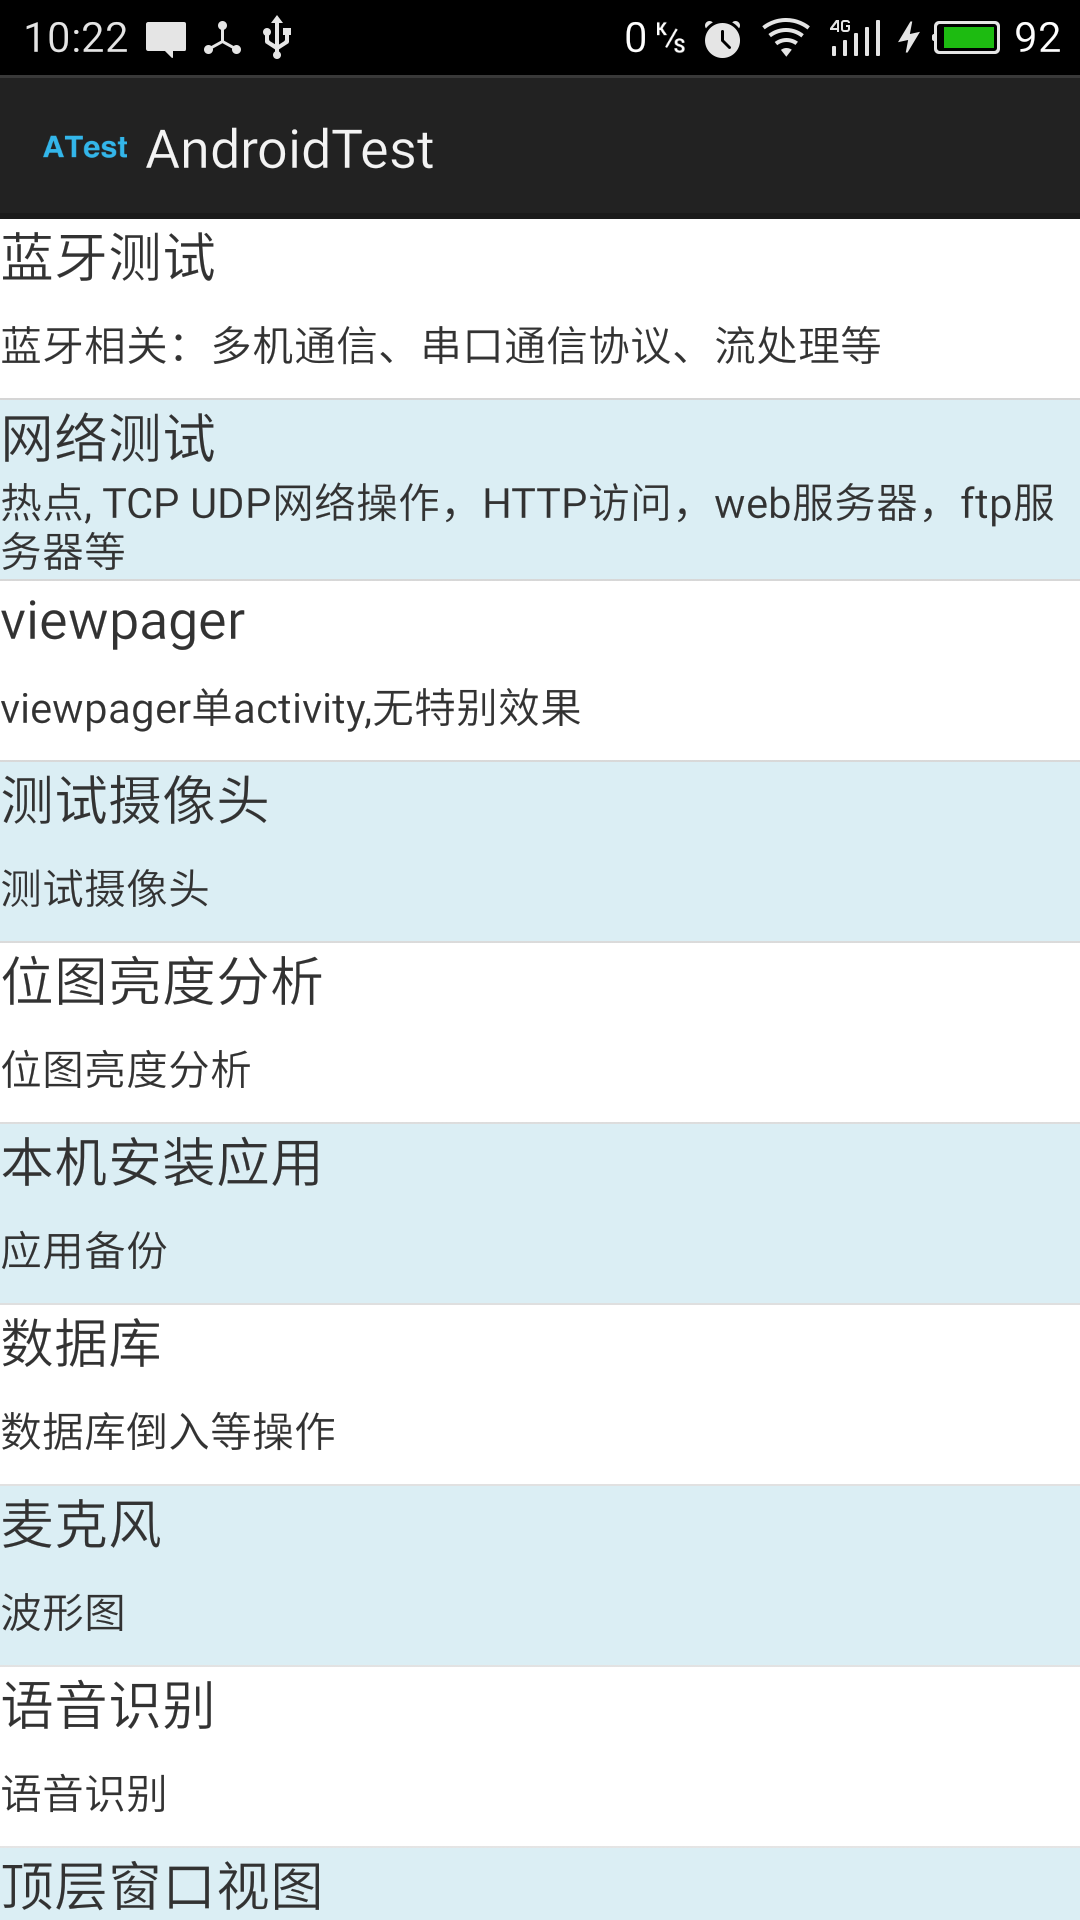 10:22 0 K/s 4G 92
ATest AndroidTest
蓝牙测试
蓝牙相关：多机通信、串口通信协议、流处理等
网络测试
热点, TCP UDP网络操作，HTTP访问，web服务器，ftp服
务器等
viewpager
viewpager单activity,无特别效果
测试摄像头
测试摄像头
位图亮度分析
位图亮度分析
本机安装应用
应用备份
数据库
数据库倒入等操作
麦克风
波形图
语音识别
语音识别
顶层窗口视图